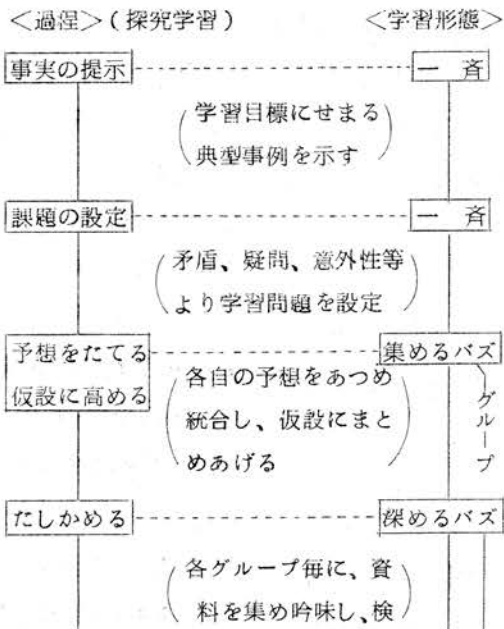 <過涅>(探究学習) <学習形態>
事実の提示 一斉
(学習目標にせまる
典型事例を示す)
課題の設定 一斉
(矛盾、疑問、意外性等
より学習問題を設定)
予想をたてる 集めるバズ
仮設に高める
(各自の予想をあつめ
統合し、仮設にまと
めあげる)
グループ
たしかめる 深めるバズ
(各グループ毎に、資
料を集め吟味し、検